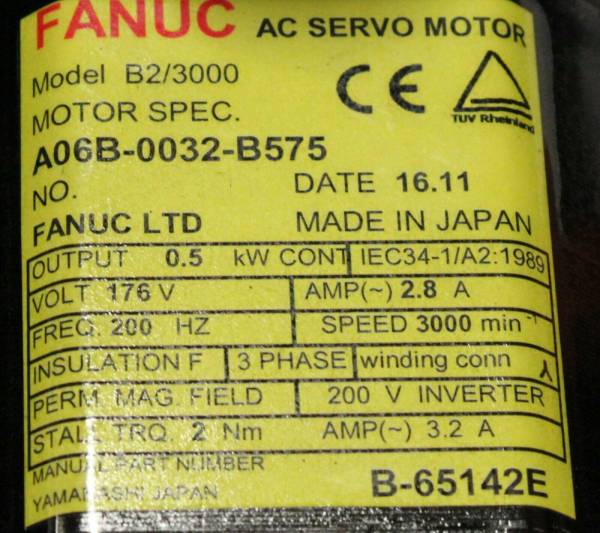 FANUC AC SERVO MOTOR
Model B2/3000
CE
MOTOR SPEC.
TUV Rheinland
A06B-0032-B575
NO. DATE 16.11
FANUC LTD MADE IN JAPAN
OUTPUT 0.5 kW CONT IEC34-1/A2:1989
VOLT 176 V AMP(~) 2.8 A
FREQ. 200 HZ SPEED 3000 min⁻¹
INSULATION F 3 PHASE winding conn
PERM. MAG. FIELD 200 V INVERTER
STALL TRQ. 2 Nm AMP(~) 3.2 A
MANUAL PART NUMBER B-65142E
YAMANASHI JAPAN